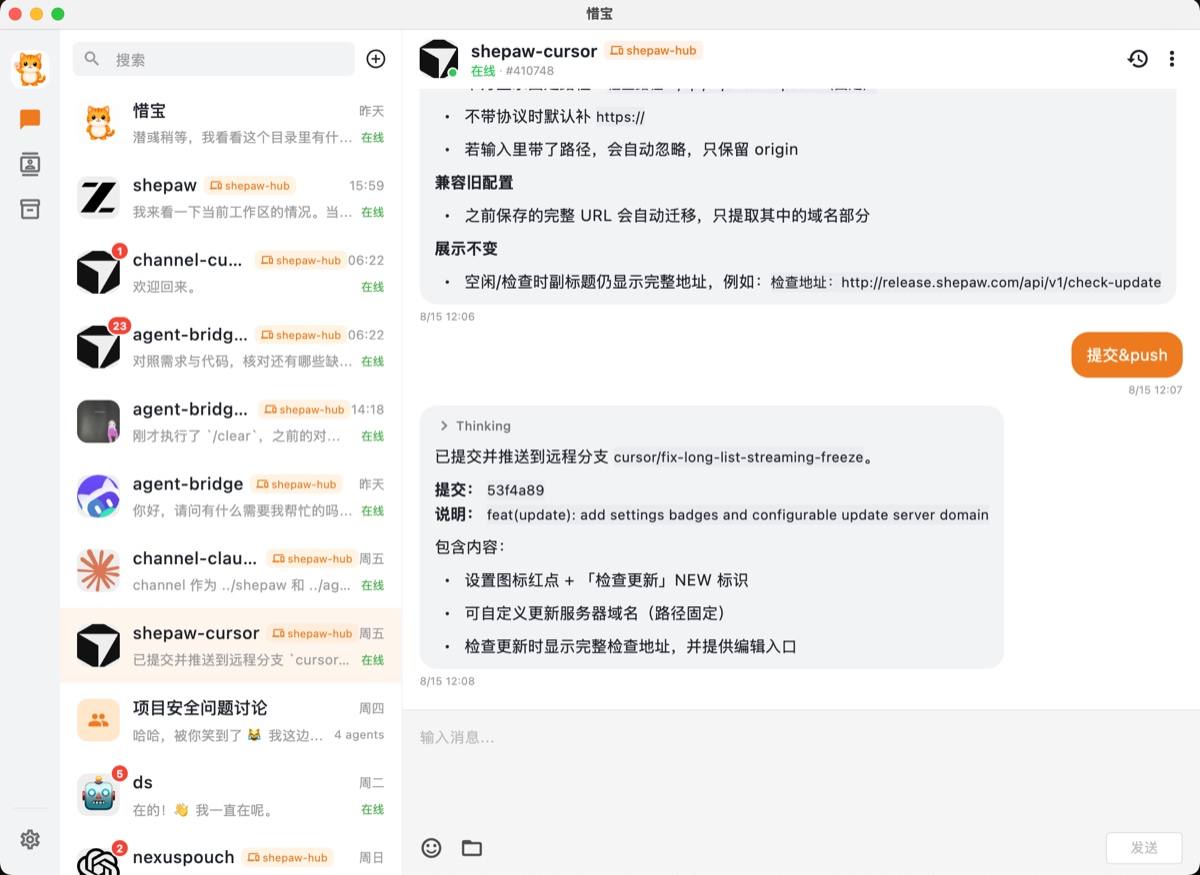 惜宝
搜索
惜宝
昨天
潜彧稍等，我看看这个目录里有什...
在线
shepaw
shepaw-hub
15:59
我来看一下当前工作区的情况。当...
在线
1
channel-cu...
shepaw-hub
06:22
欢迎回来。
在线
23
agent-bridg...
shepaw-hub
06:22
对照需求与代码，核对还有哪些缺...
在线
agent-bridg...
shepaw-hub
14:18
刚才执行了 `/clear`，之前的对...
在线
agent-bridge
shepaw-hub
昨天
你好，请问有什么需要我帮忙的吗...
在线
channel-clau...
shepaw-hub
周五
channel 作为 ../shepaw 和 ../ag...
在线
shepaw-cursor
shepaw-hub
周五
已提交并推送到远程分支 `cursor...
在线
项目安全问题讨论
周四
哈哈，被你笑到了 😹 我这边...
4 agents
5
ds
周二
在的！👋 我一直在呢。
在线
2
nexuspouch
shepaw-hub
周日
shepaw-cursor
shepaw-hub
在线 · #410748
• 不带协议时默认补 https://
• 若输入里带了路径，会自动忽略，只保留 origin
兼容旧配置
• 之前保存的完整 URL 会自动迁移，只提取其中的域名部分
展示不变
• 空闲/检查时副标题仍显示完整地址，例如：检查地址：http://release.shepaw.com/api/v1/check-update
8/15 12:06
提交&push
8/15 12:07
Thinking
已提交并推送到远程分支 cursor/fix-long-list-streaming-freeze。
提交： 53f4a89
说明： feat(update): add settings badges and configurable update server domain
包含内容：
• 设置图标红点 + 「检查更新」NEW 标识
• 可自定义更新服务器域名（路径固定）
• 检查更新时显示完整检查地址，并提供编辑入口
8/15 12:08
输入消息...
发送